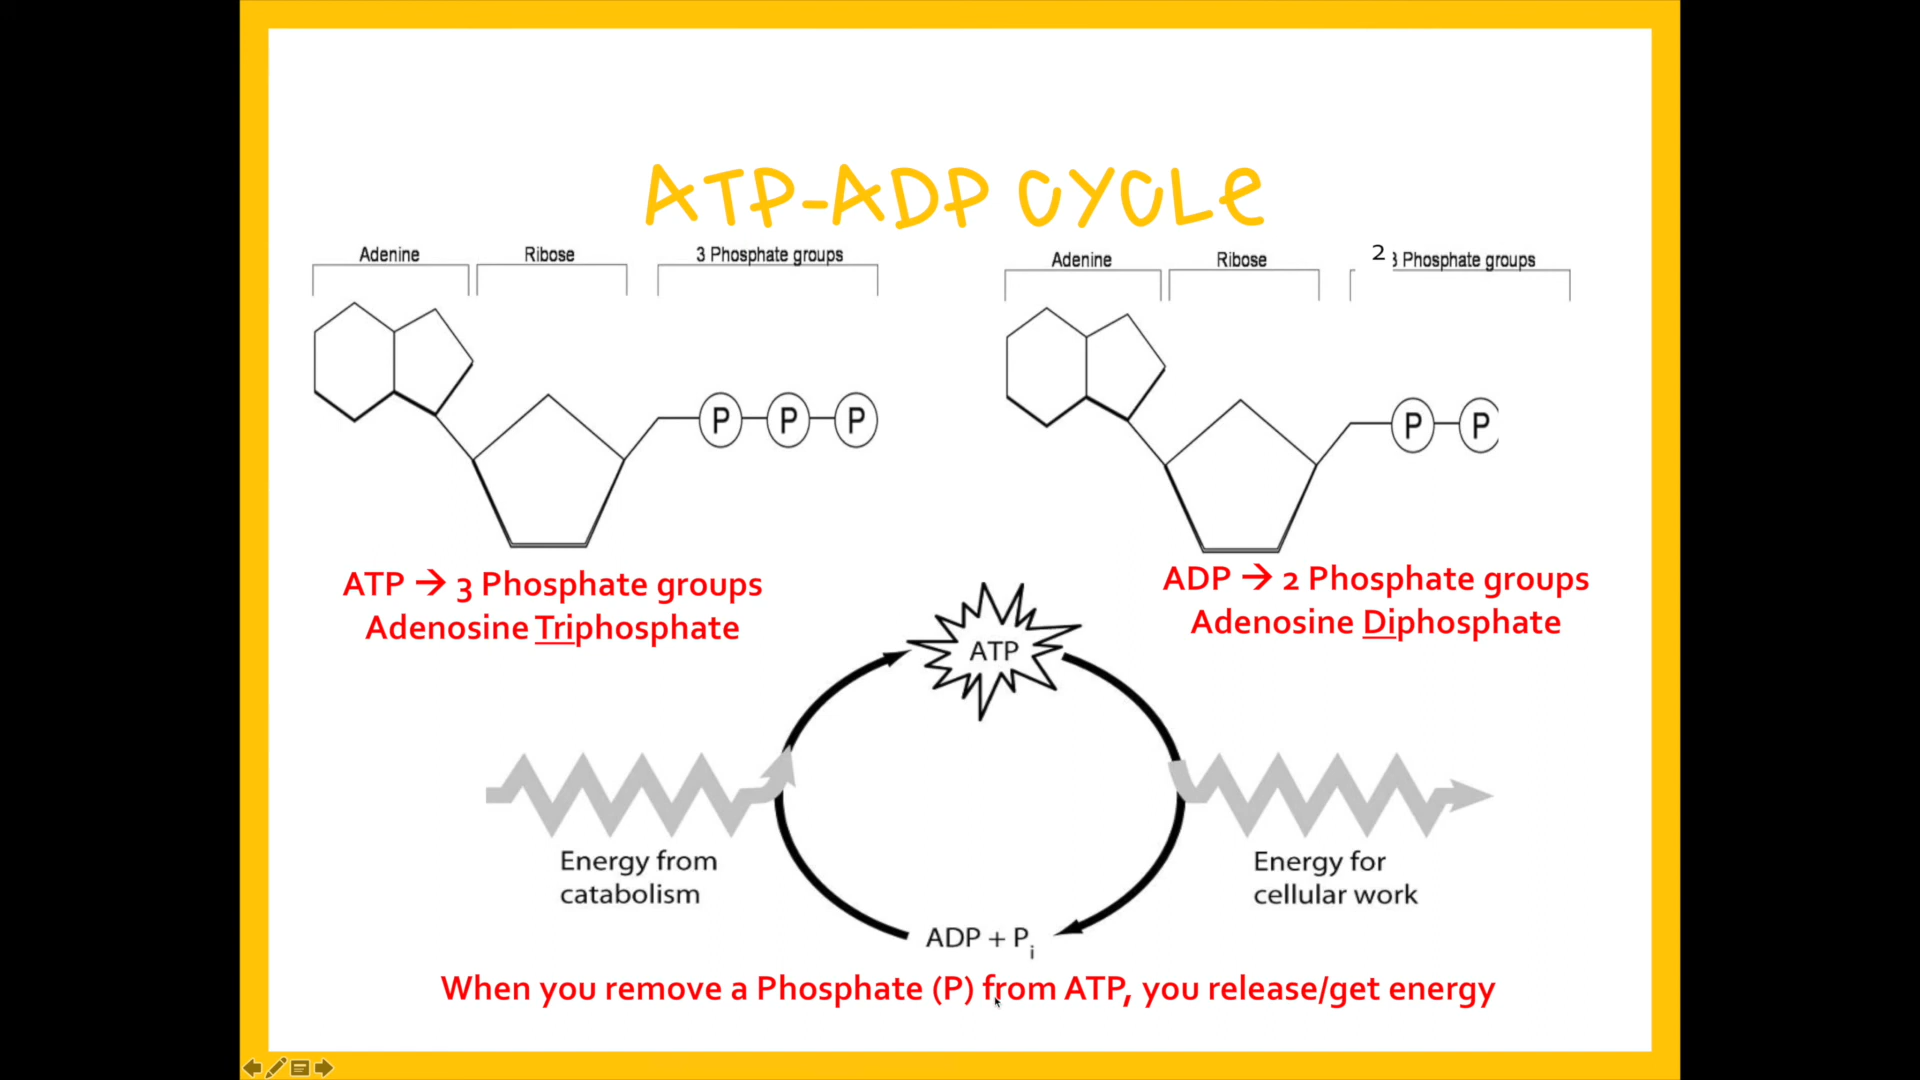 ATP-ADP CYCLe
Adenine Ribose 3 Phosphate groups
Adenine Ribose 2 3 Phosphate groups
P P P
P P
ATP → 3 Phosphate groups
Adenosine Triphosphate
ADP → 2 Phosphate groups
Adenosine Diphosphate
ATP
Energy from
catabolism
Energy for
cellular work
ADP + Pi
When you remove a Phosphate (P) from ATP, you release/get energy